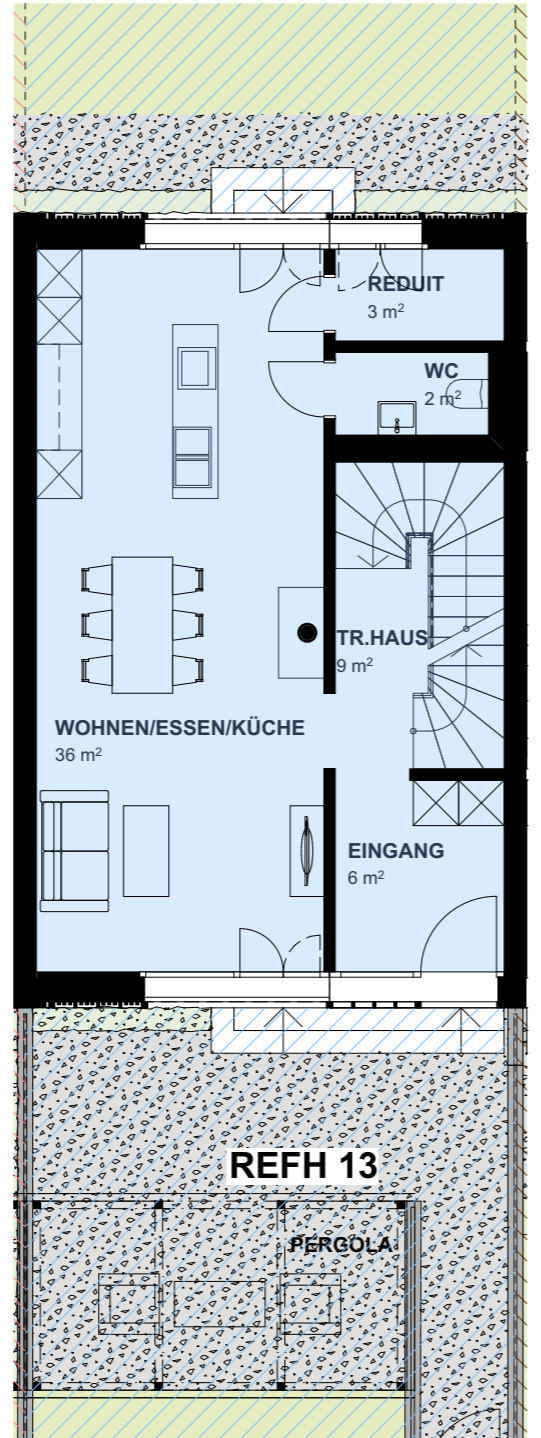 REDUIT
3 m²
WC
2 m²
TR.HAUS
9 m²
WOHNEN/ESSEN/KÜCHE
36 m²
EINGANG
6 m²
REFH 13
PERGOLA